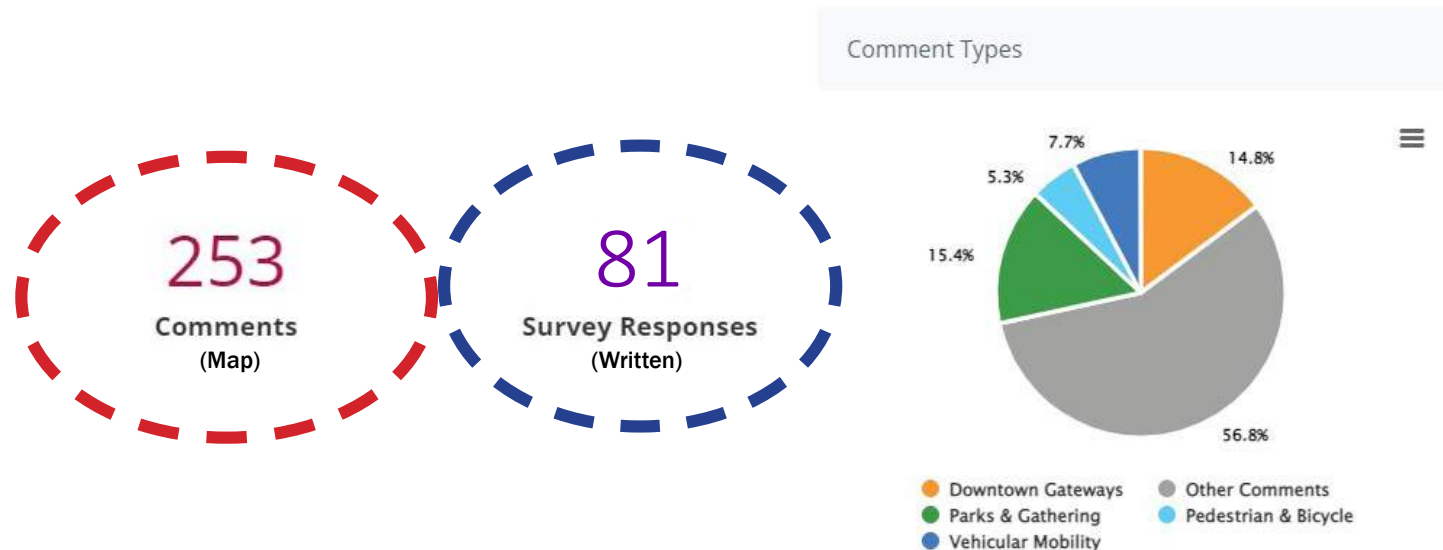 253
Comments
(Map)
81
Survey Responses
(Written)
Comment Types
7.7%
14.8%
5.3%
15.4%
56.8%
Downtown Gateways
Other Comments
Parks & Gathering
Pedestrian & Bicycle
Vehicular Mobility